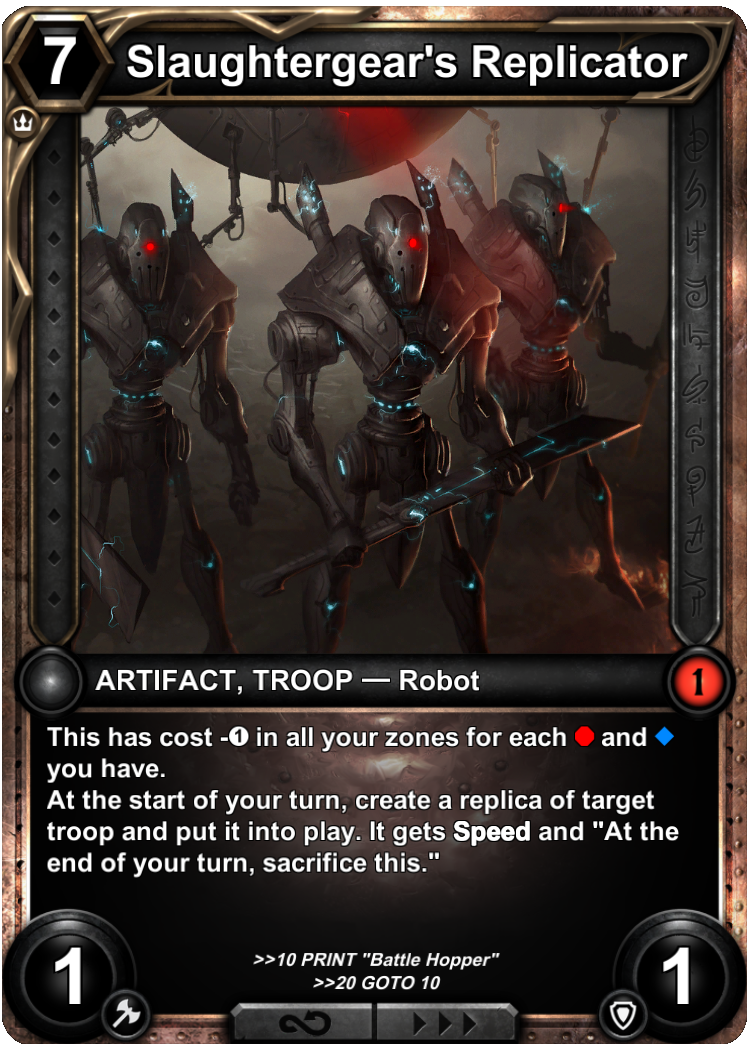 7
Slaughtergear's Replicator
ARTIFACT, TROOP — Robot
1
This has cost -1 in all your zones for each and
you have.
At the start of your turn, create a replica of target
troop and put it into play. It gets Speed and "At the
end of your turn, sacrifice this."
>>10 PRINT "Battle Hopper"
>>20 GOTO 10
1
1